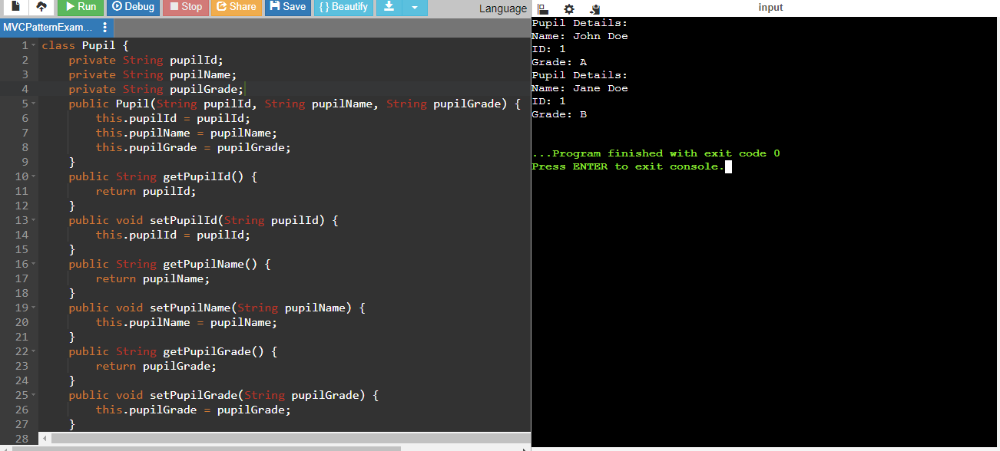 Run Debug Stop Share Save { } Beautify Language
MVCPatternExam...
1 class Pupil {
2 private String pupilId;
3 private String pupilName;
4 private String pupilGrade;
5 public Pupil(String pupilId, String pupilName, String pupilGrade) {
6 this.pupilId = pupilId;
7 this.pupilName = pupilName;
8 this.pupilGrade = pupilGrade;
9 }
10 public String getPupilId() {
11 return pupilId;
12 }
13 public void setPupilId(String pupilId) {
14 this.pupilId = pupilId;
15 }
16 public String getPupilName() {
17 return pupilName;
18 }
19 public void setPupilName(String pupilName) {
20 this.pupilName = pupilName;
21 }
22 public String getPupilGrade() {
23 return pupilGrade;
24 }
25 public void setPupilGrade(String pupilGrade) {
26 this.pupilGrade = pupilGrade;
27 }
28
input
Pupil Details:
Name: John Doe
ID: 1
Grade: A
Pupil Details:
Name: Jane Doe
ID: 1
Grade: B
...Program finished with exit code 0
Press ENTER to exit console.